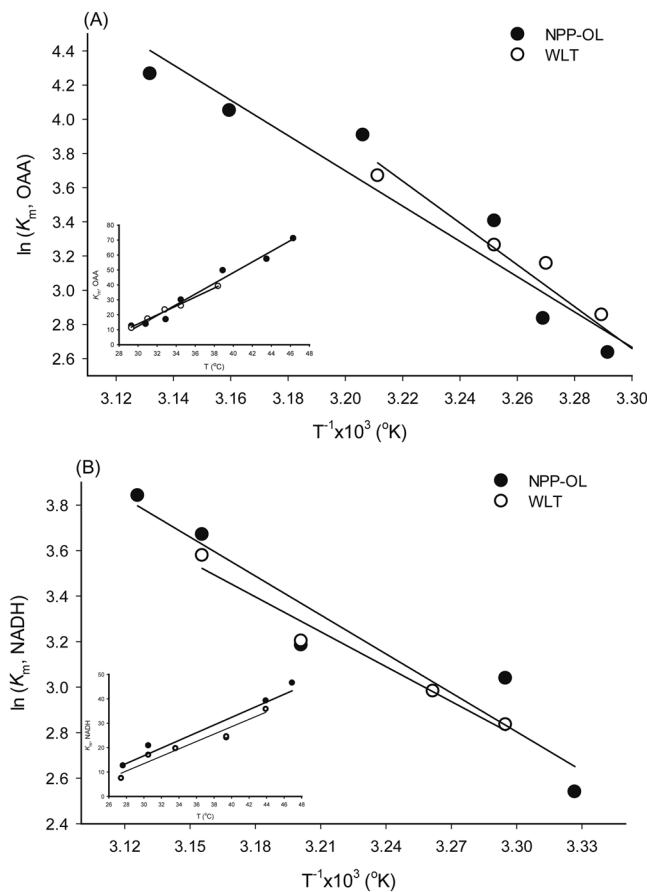 (A)
NPP-OL
WLT
4.4
4.2
4.0
3.8
3.6
3.4
3.2
3.0
2.8
2.6
ln (Km, OAA)
80
70
60
50
40
30
20
10
0
Km, OAA
28 30 32 34 36 38 40 42 44 46 48
T (ºC)
3.12 3.14 3.16 3.18 3.20 3.22 3.24 3.26 3.28 3.30
T⁻¹x10³ (ºK)
(B)
NPP-OL
WLT
3.8
3.6
3.4
3.2
3.0
2.8
2.6
2.4
ln (Km, NADH)
50
40
30
20
10
0
Km, NADH
26 28 30 32 34 36 38 40 42 44 46 48
T (ºC)
3.12 3.15 3.18 3.21 3.24 3.27 3.30 3.33
T⁻¹x10³ (ºK)